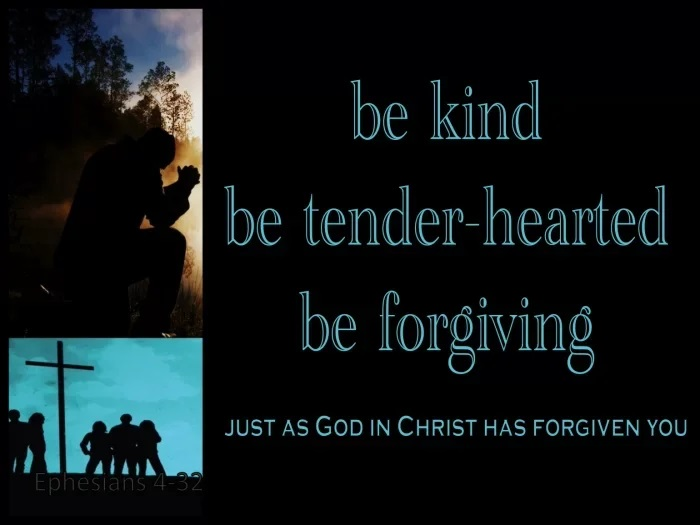 be kind
be tender-hearted
be forgiving
JUST AS GOD IN CHRIST HAS FORGIVEN YOU
Ephesians 4-32